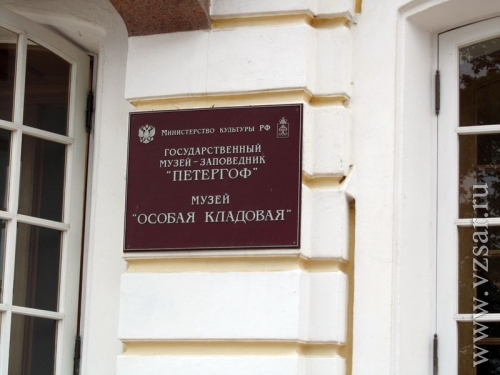 Министерство культуры РФ
ГОСУДАРСТВЕННЫЙ
МУЗЕЙ-ЗАПОВЕДНИК
"ПЕТЕРГОФ"
МУЗЕЙ
"ОСОБАЯ КЛАДОВАЯ"
www.vzsar.ru